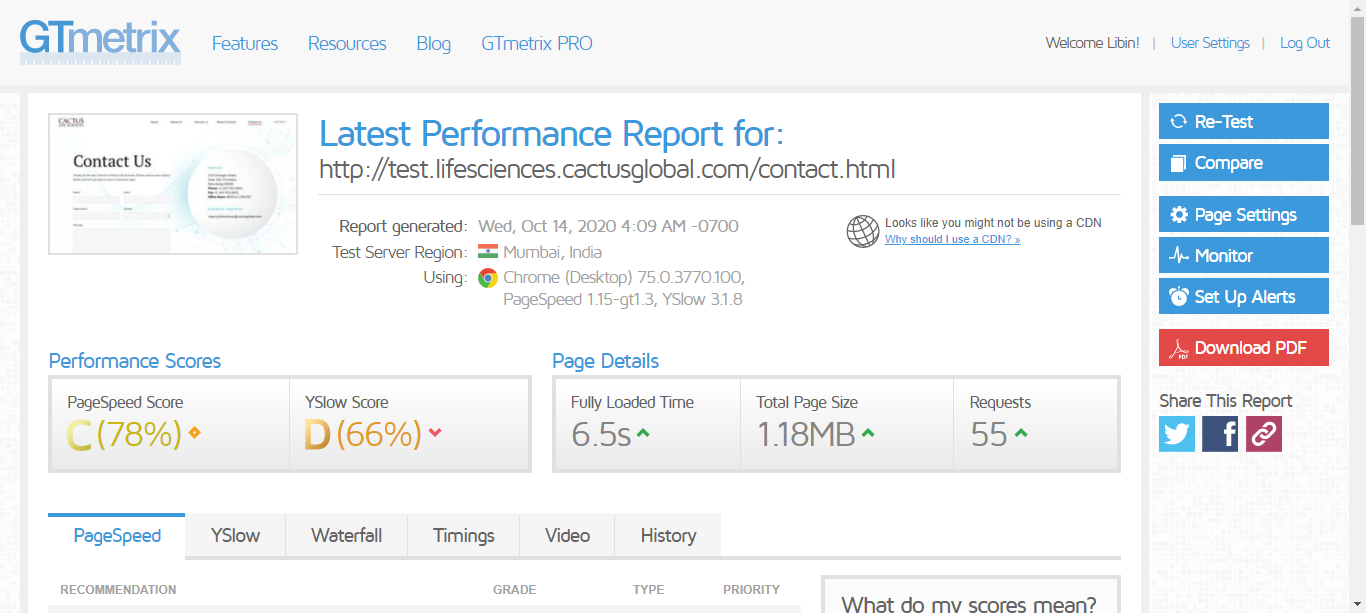 GTmetrix
Features Resources Blog GTmetrix PRO
Welcome Libin! | User Settings | Log Out
CACTUS
Contact Us
Latest Performance Report for:
http://test.lifesciences.cactusglobal.com/contact.html
Report generated: Wed, Oct 14, 2020 4:09 AM -0700
Test Server Region: Mumbai, India
Using: Chrome (Desktop) 75.0.3770.100,
PageSpeed 1.15-gt1.3, YSlow 3.1.8
Looks like you might not be using a CDN
Why should I use a CDN? »
Re-Test
Compare
Page Settings
Monitor
Set Up Alerts
PDF Download PDF
Share This Report
Performance Scores
PageSpeed Score YSlow Score
C (78%) D (66%)
Page Details
Fully Loaded Time Total Page Size Requests
6.5s 1.18MB 55
PageSpeed YSlow Waterfall Timings Video History
RECOMMENDATION GRADE TYPE PRIORITY
What do my scores mean?